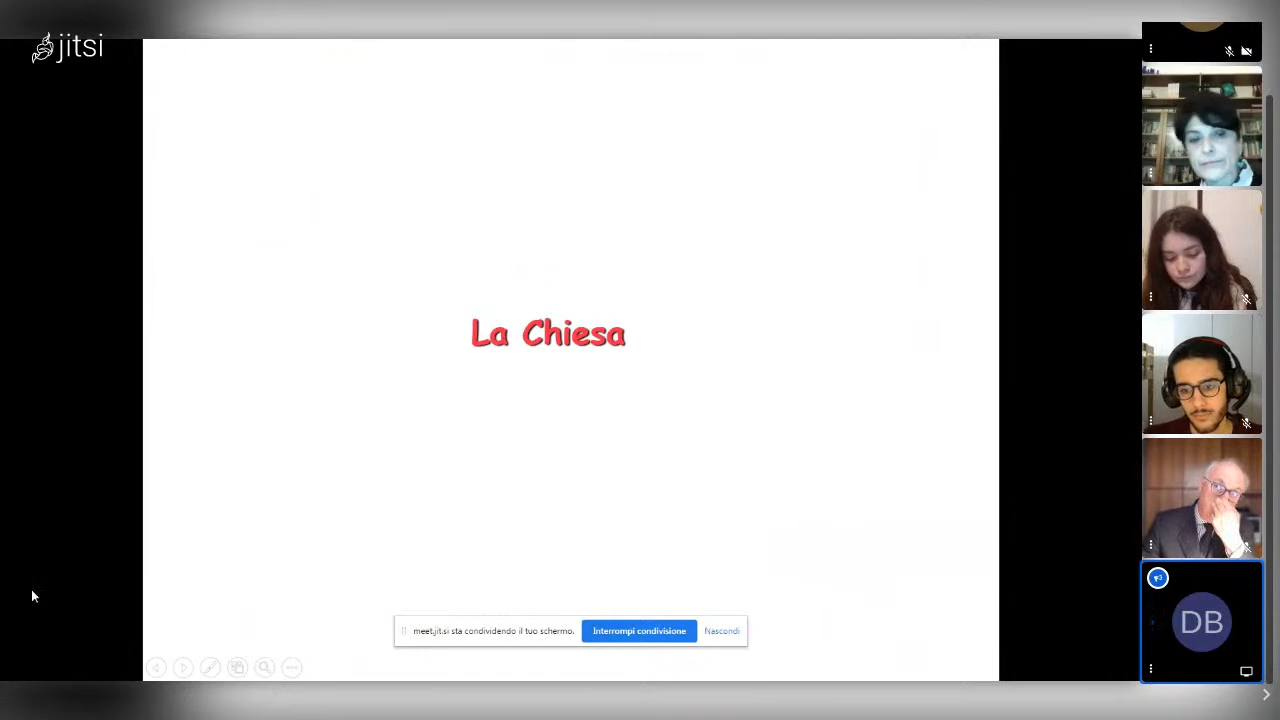 jitsi
La Chiesa
meet.jit.si sta condividendo il tuo schermo.
Interrompi condivisione
Nascondi
DB